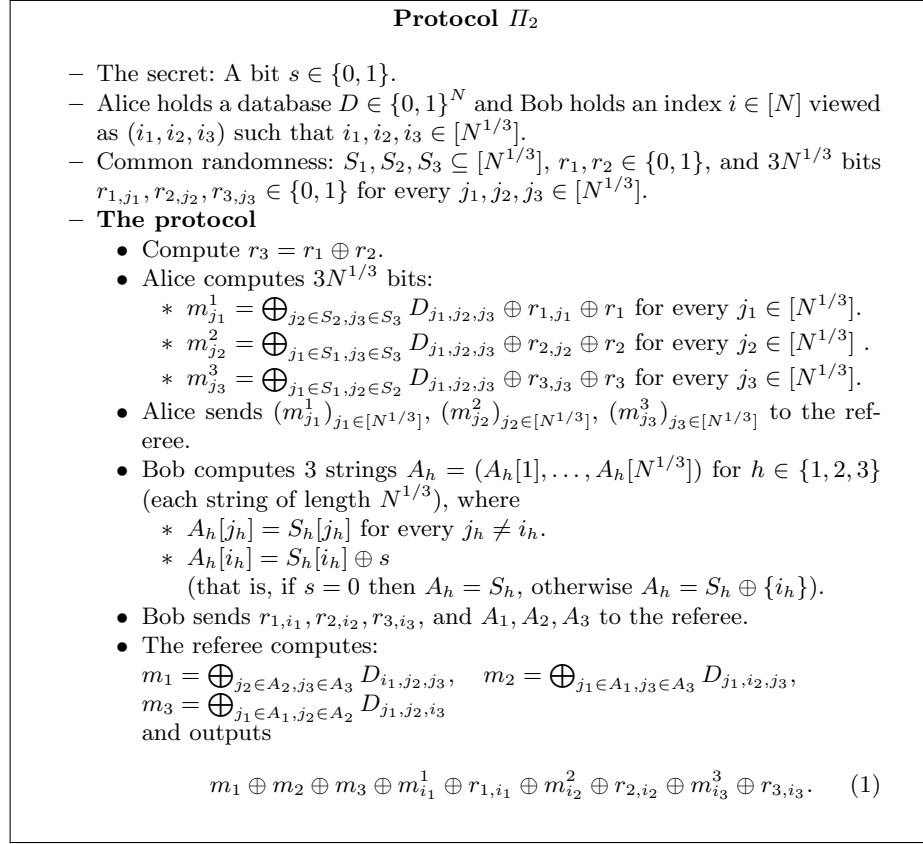 Protocol Π₂
– The secret: A bit s ∈ {0, 1}.
– Alice holds a database D ∈ {0, 1}^N and Bob holds an index i ∈ [N] viewed
as (i₁, i₂, i₃) such that i₁, i₂, i₃ ∈ [N^{1/3}].
– Common randomness: S₁, S₂, S₃ ⊆ [N^{1/3}], r₁, r₂ ∈ {0, 1}, and 3N^{1/3} bits
r_{1,j₁}, r_{2,j₂}, r_{3,j₃} ∈ {0, 1} for every j₁, j₂, j₃ ∈ [N^{1/3}].
– The protocol
• Compute r₃ = r₁ ⊕ r₂.
• Alice computes 3N^{1/3} bits:
∗ m^1_{j₁} = ⊕_{j₂∈S₂,j₃∈S₃} D_{j₁,j₂,j₃} ⊕ r_{1,j₁} ⊕ r₁ for every j₁ ∈ [N^{1/3}].
∗ m^2_{j₂} = ⊕_{j₁∈S₁,j₃∈S₃} D_{j₁,j₂,j₃} ⊕ r_{2,j₂} ⊕ r₂ for every j₂ ∈ [N^{1/3}] .
∗ m^3_{j₃} = ⊕_{j₁∈S₁,j₂∈S₂} D_{j₁,j₂,j₃} ⊕ r_{3,j₃} ⊕ r₃ for every j₃ ∈ [N^{1/3}].
• Alice sends (m^1_{j₁})_{j₁∈[N^{1/3}]}, (m^2_{j₂})_{j₂∈[N^{1/3}]}, (m^3_{j₃})_{j₃∈[N^{1/3}]} to the ref-
eree.
• Bob computes 3 strings A_h = (A_h[1], . . . , A_h[N^{1/3}]) for h ∈ {1, 2, 3}
(each string of length N^{1/3}), where
∗ A_h[j_h] = S_h[j_h] for every j_h ≠ i_h.
∗ A_h[i_h] = S_h[i_h] ⊕ s
(that is, if s = 0 then A_h = S_h, otherwise A_h = S_h ⊕ {i_h}).
• Bob sends r_{1,i₁}, r_{2,i₂}, r_{3,i₃}, and A₁, A₂, A₃ to the referee.
• The referee computes:
m₁ = ⊕_{j₂∈A₂,j₃∈A₃} D_{i₁,j₂,j₃}, m₂ = ⊕_{j₁∈A₁,j₃∈A₃} D_{j₁,i₂,j₃},
m₃ = ⊕_{j₁∈A₁,j₂∈A₂} D_{j₁,j₂,i₃}
and outputs
m₁ ⊕ m₂ ⊕ m₃ ⊕ m^1_{i₁} ⊕ r_{1,i₁} ⊕ m^2_{i₂} ⊕ r_{2,i₂} ⊕ m^3_{i₃} ⊕ r_{3,i₃}. (1)